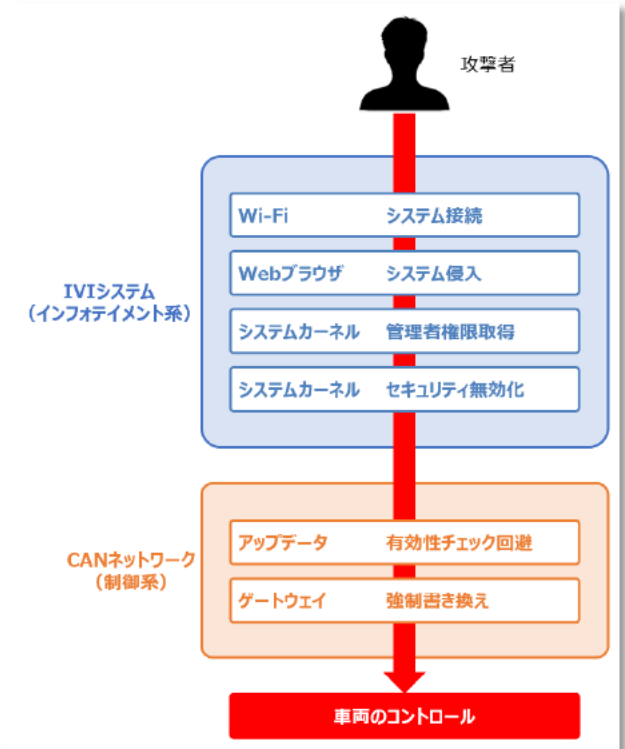 攻撃者
Wi-Fi システム接続
Webブラウザ システム侵入
IVIシステム
（インフォテイメント系）
システムカーネル 管理者権限取得
システムカーネル セキュリティ無効化
アップデータ 有効性チェック回避
CANネットワーク
（制御系）
ゲートウェイ 強制書き換え
車両のコントロール